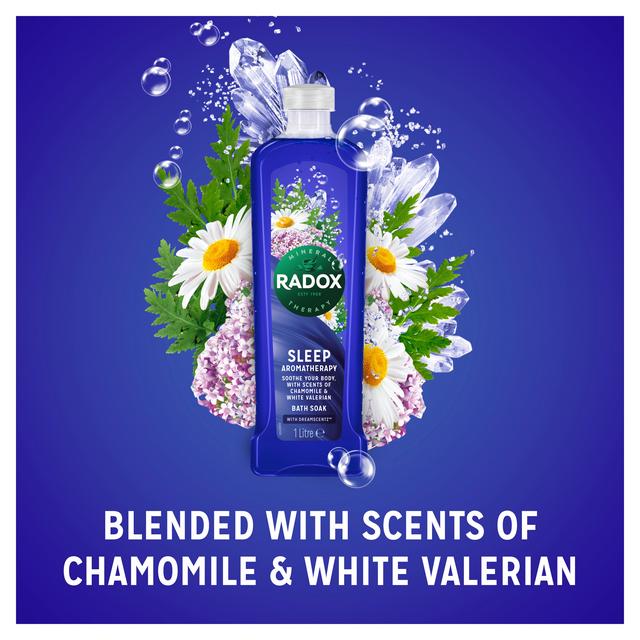 MINERAL
RADOX
ESTD 1908
THERAPY
SLEEP
AROMATHERAPY
SOOTHE YOUR BODY,
WITH SCENTS OF
CHAMOMILE &
WHITE VALERIAN
BATH SOAK
WITH DREAMSCENTZ™
1 Litre ℮
BLENDED WITH SCENTS OF
CHAMOMILE & WHITE VALERIAN